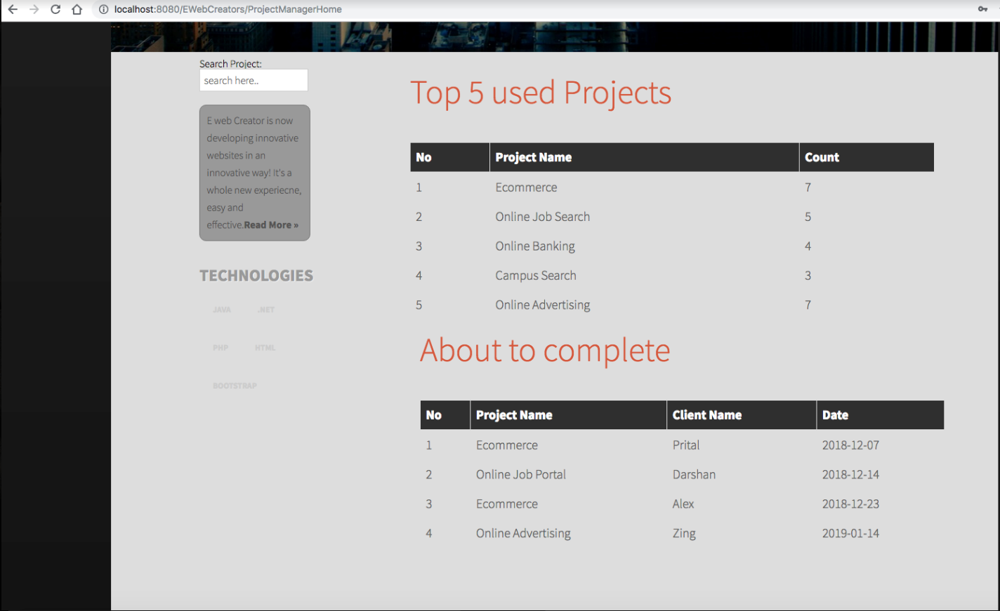 localhost:8080/EWebCreators/ProjectManagerHome
Search Project:
search here..
E web Creator is now
developing innovative
websites in an
innovative way! It's a
whole new experiecne,
easy and
effective.Read More »
TECHNOLOGIES
JAVA .NET
PHP HTML
BOOTSTRAP
Top 5 used Projects
No Project Name Count
1 Ecommerce 7
2 Online Job Search 5
3 Online Banking 4
4 Campus Search 3
5 Online Advertising 7
About to complete
No Project Name Client Name Date
1 Ecommerce Prital 2018-12-07
2 Online Job Portal Darshan 2018-12-14
3 Ecommerce Alex 2018-12-23
4 Online Advertising Zing 2019-01-14